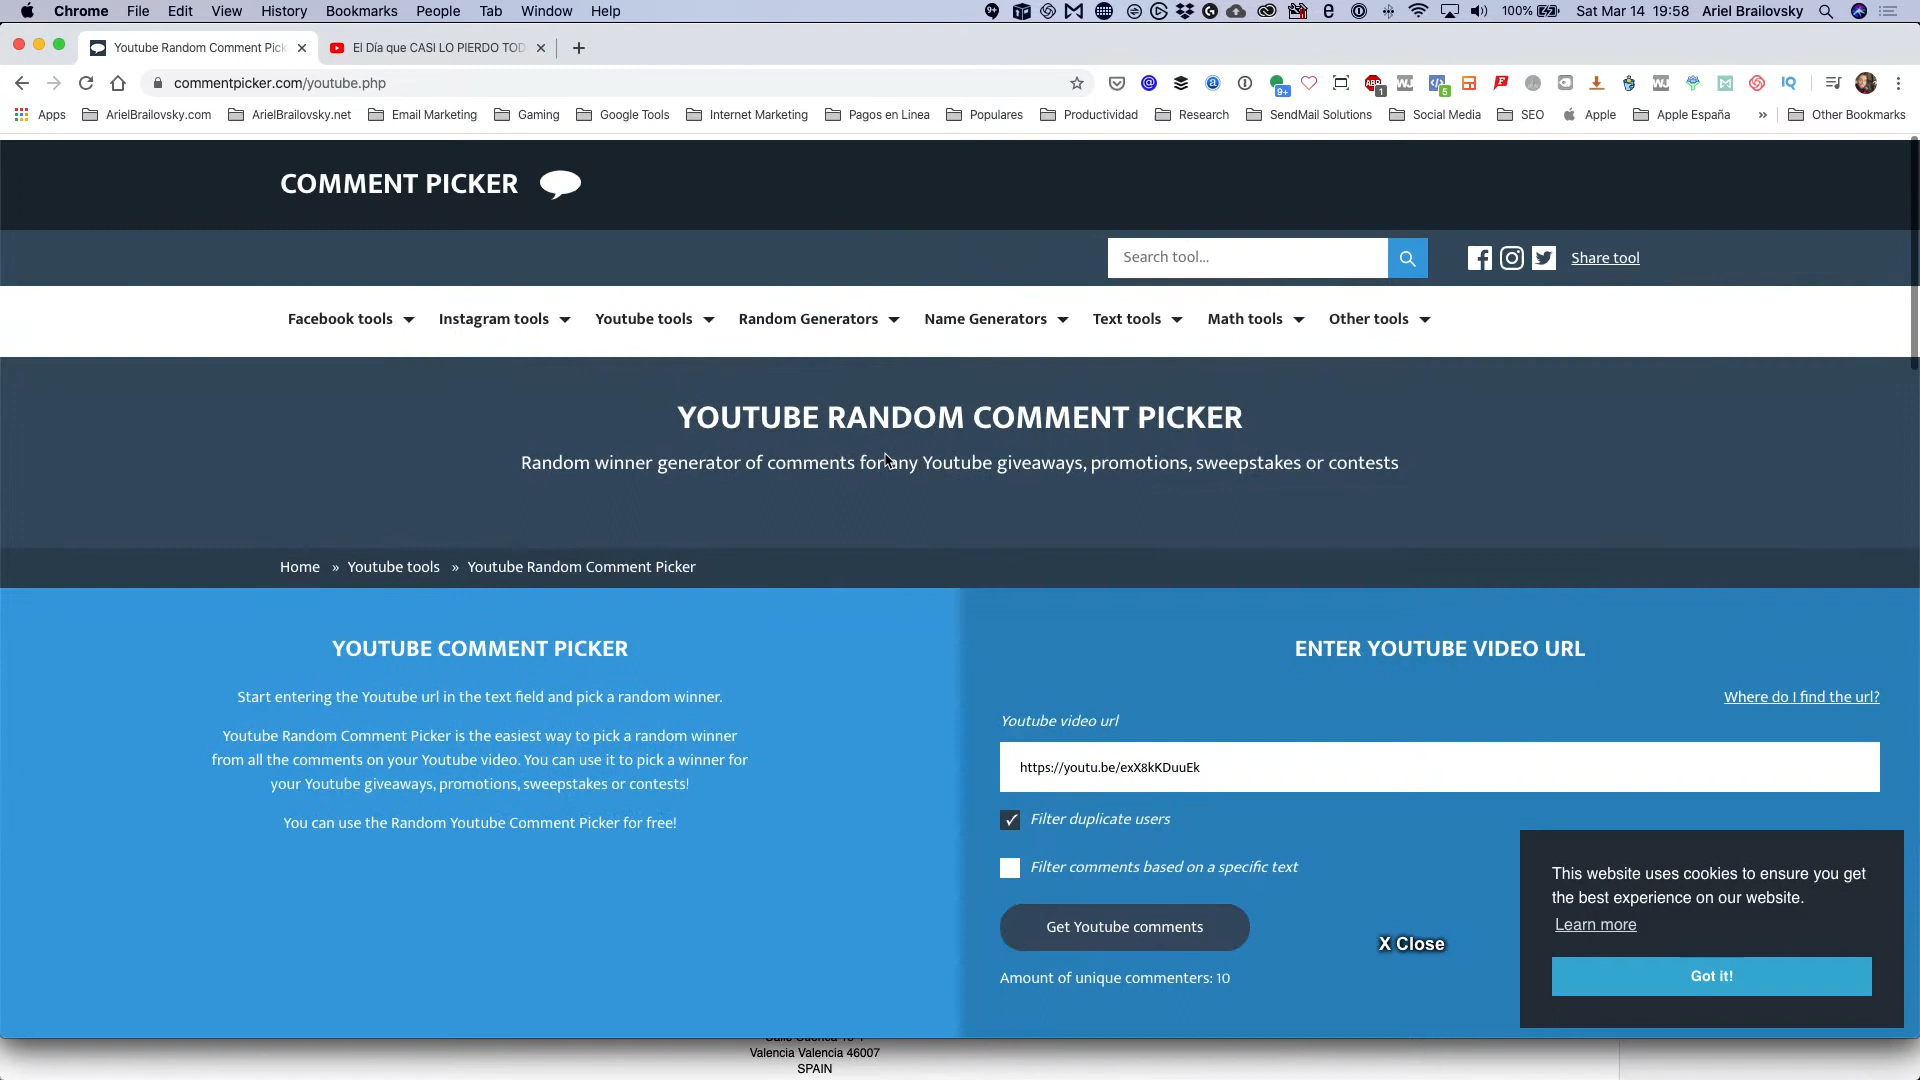 Chrome File Edit View History Bookmarks People Tab Window Help 100% Sat Mar 14 19:58 Ariel Brailovsky
Youtube Random Comment Pick El Día que CASI LO PIERDO TOD
commentpicker.com/youtube.php
Apps ArielBrailovsky.com ArielBrailovsky.net Email Marketing Gaming Google Tools Internet Marketing Pagos en Linea Populares Productividad Research SendMail Solutions Social Media SEO Apple Apple España » Other Bookmarks
COMMENT PICKER
Search tool... Share tool
Facebook tools Instagram tools Youtube tools Random Generators Name Generators Text tools Math tools Other tools
YOUTUBE RANDOM COMMENT PICKER
Random winner generator of comments for any Youtube giveaways, promotions, sweepstakes or contests
Home » Youtube tools » Youtube Random Comment Picker
YOUTUBE COMMENT PICKER
Start entering the Youtube url in the text field and pick a random winner.
Youtube Random Comment Picker is the easiest way to pick a random winner
from all the comments on your Youtube video. You can use it to pick a winner for
your Youtube giveaways, promotions, sweepstakes or contests!
You can use the Random Youtube Comment Picker for free!
ENTER YOUTUBE VIDEO URL
Where do I find the url?
Youtube video url
https://youtu.be/exX8kKDuuEk
Filter duplicate users
Filter comments based on a specific text
Get Youtube comments
X Close
Amount of unique commenters: 10
This website uses cookies to ensure you get
the best experience on our website.
Learn more
Got it!
Valencia Valencia 46007
SPAIN